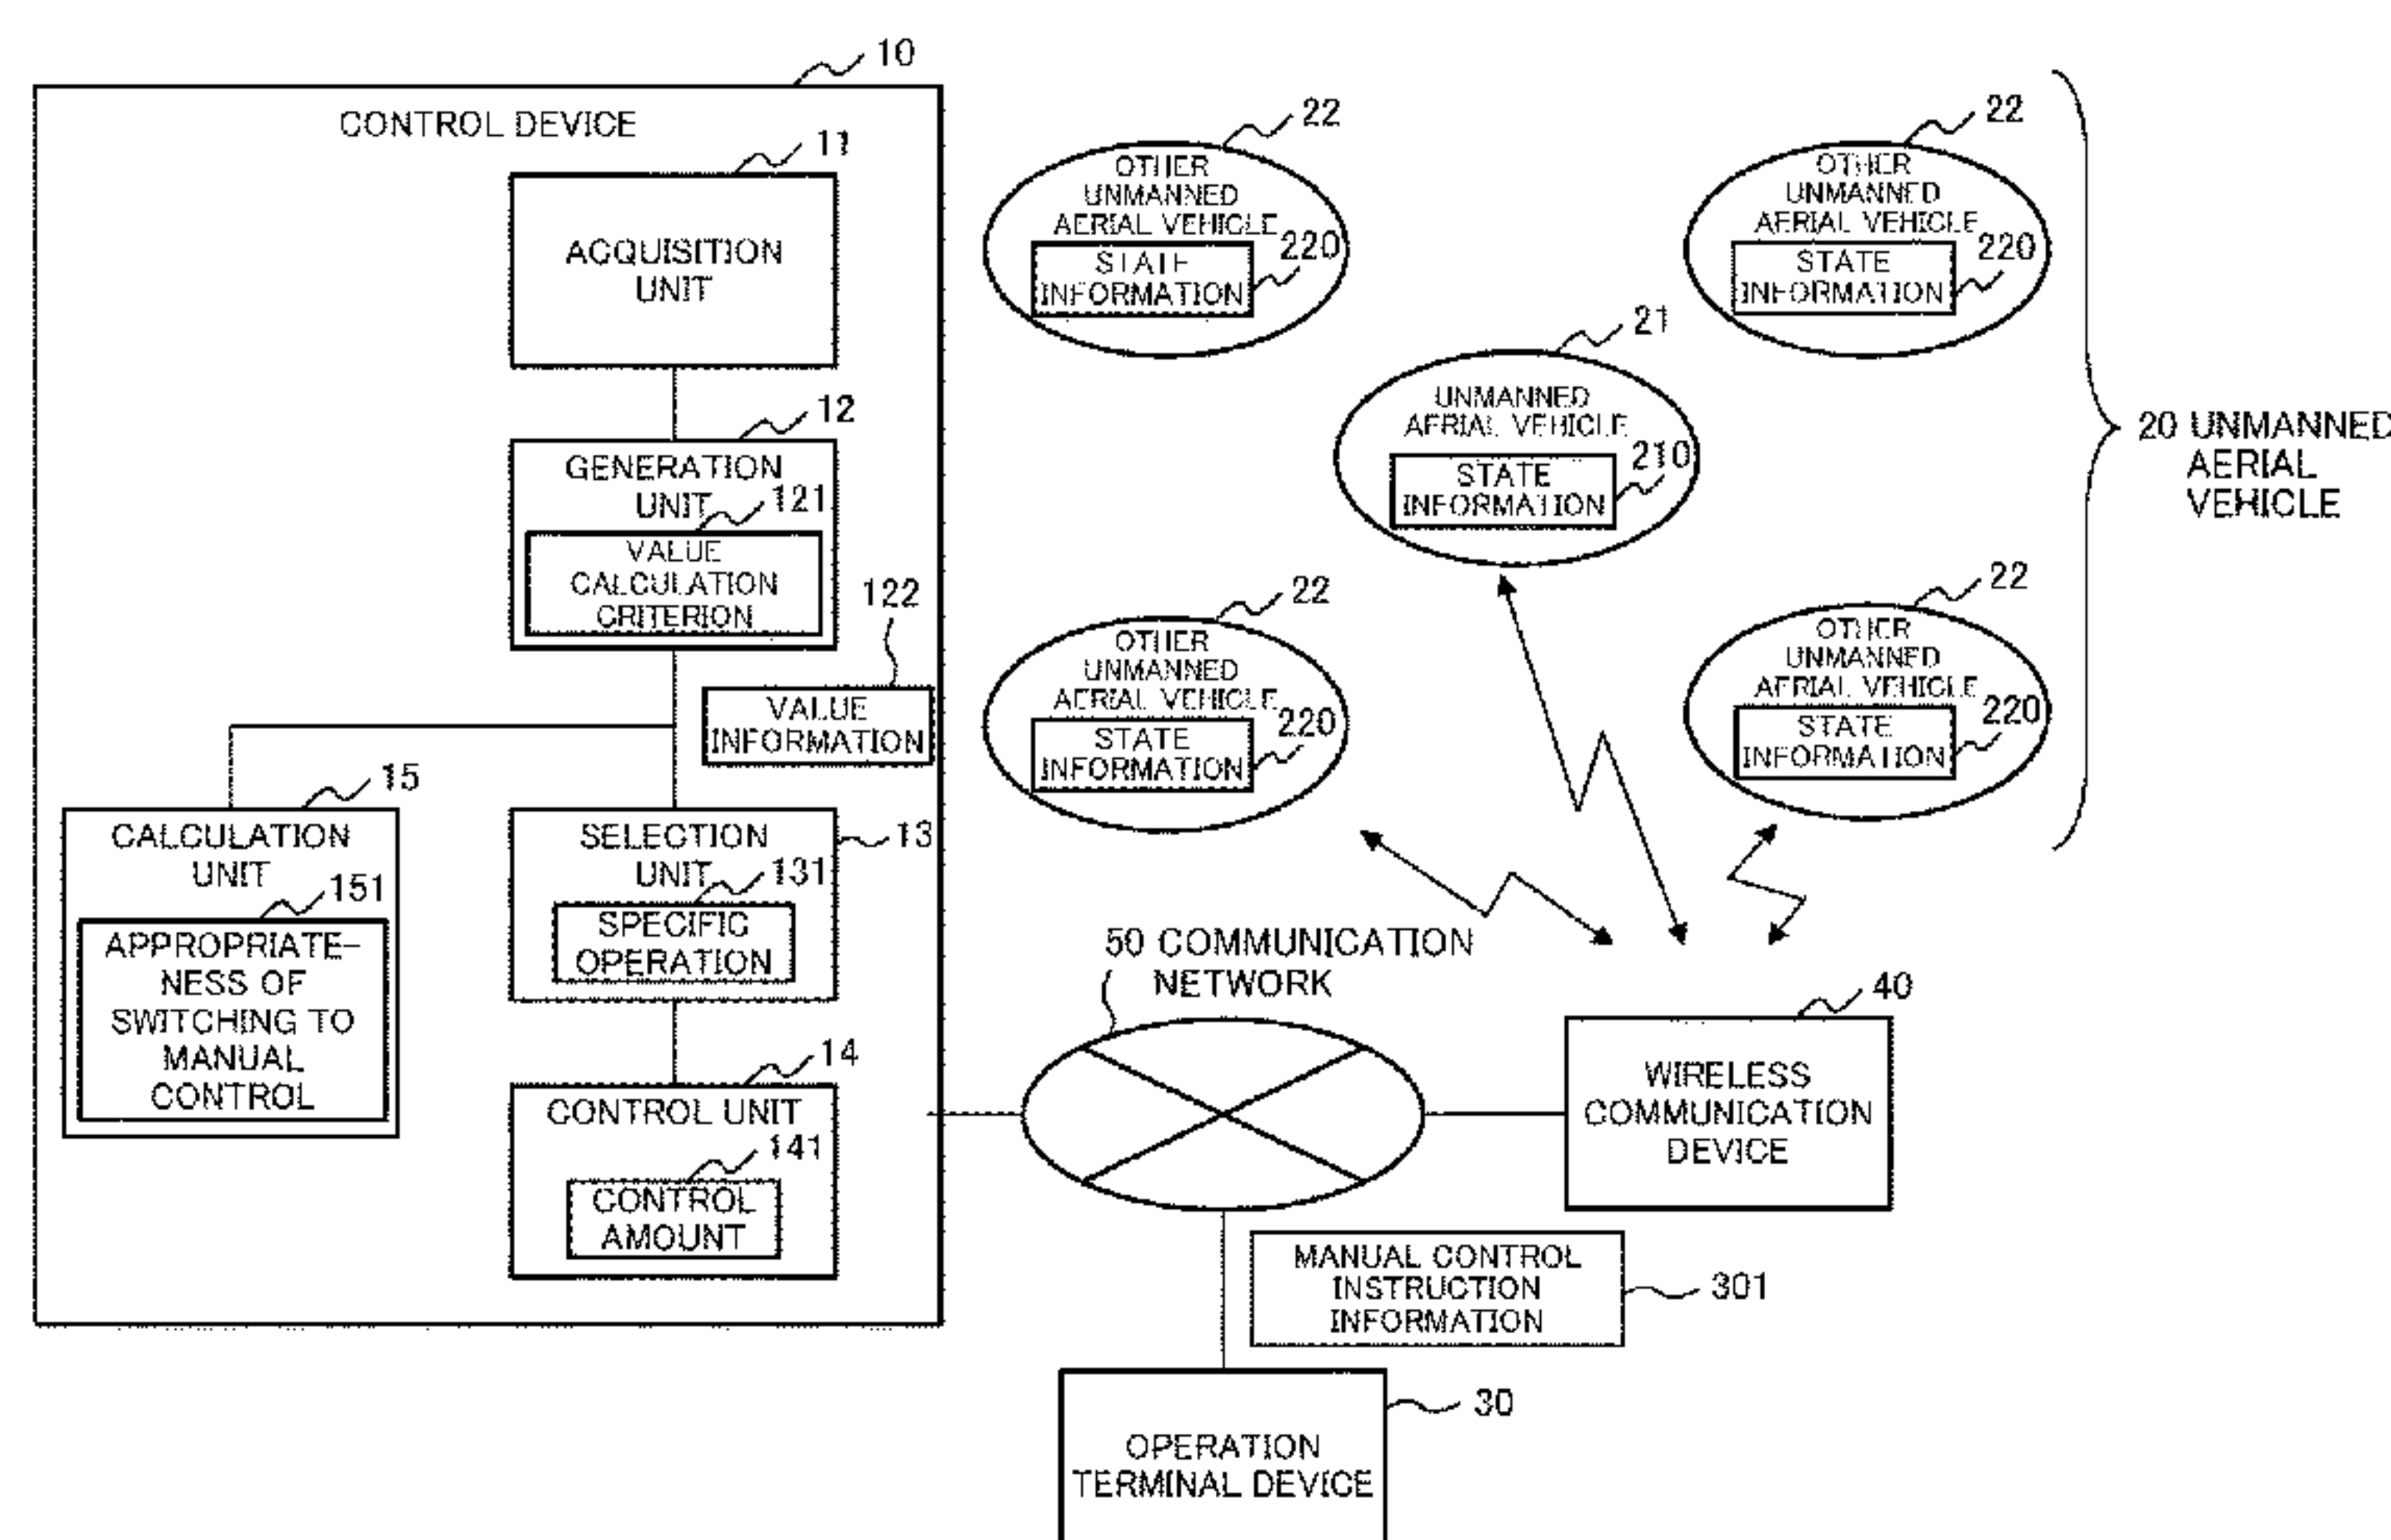 10
CONTROL DEVICE
11
ACQUISITION
UNIT
12
GENERATION
UNIT
121
VALUE
CALCULATION
CRITERION
122
VALUE
INFORMATION
15
CALCULATION
UNIT
151
APPROPRIATE-
NESS OF
SWITCHING TO
MANUAL
CONTROL
13
SELECTION
UNIT
131
SPECIFIC
OPERATION
14
CONTROL UNIT
141
CONTROL
AMOUNT
22
OTHER
UNMANNED
AERIAL VEHICLE
220
STATE
INFORMATION
22
OTHER
UNMANNED
AERIAL VEHICLE
220
STATE
INFORMATION
21
UNMANNED
AERIAL VEHICLE
210
STATE
INFORMATION
20 UNMANNED
AERIAL
VEHICLE
22
OTHER
UNMANNED
AERIAL VEHICLE
220
STATE
INFORMATION
22
OTHER
UNMANNED
AERIAL VEHICLE
220
STATE
INFORMATION
50 COMMUNICATION
NETWORK
40
WIRELESS
COMMUNICATION
DEVICE
MANUAL CONTROL
INSTRUCTION
INFORMATION
301
30
OPERATION
TERMINAL DEVICE